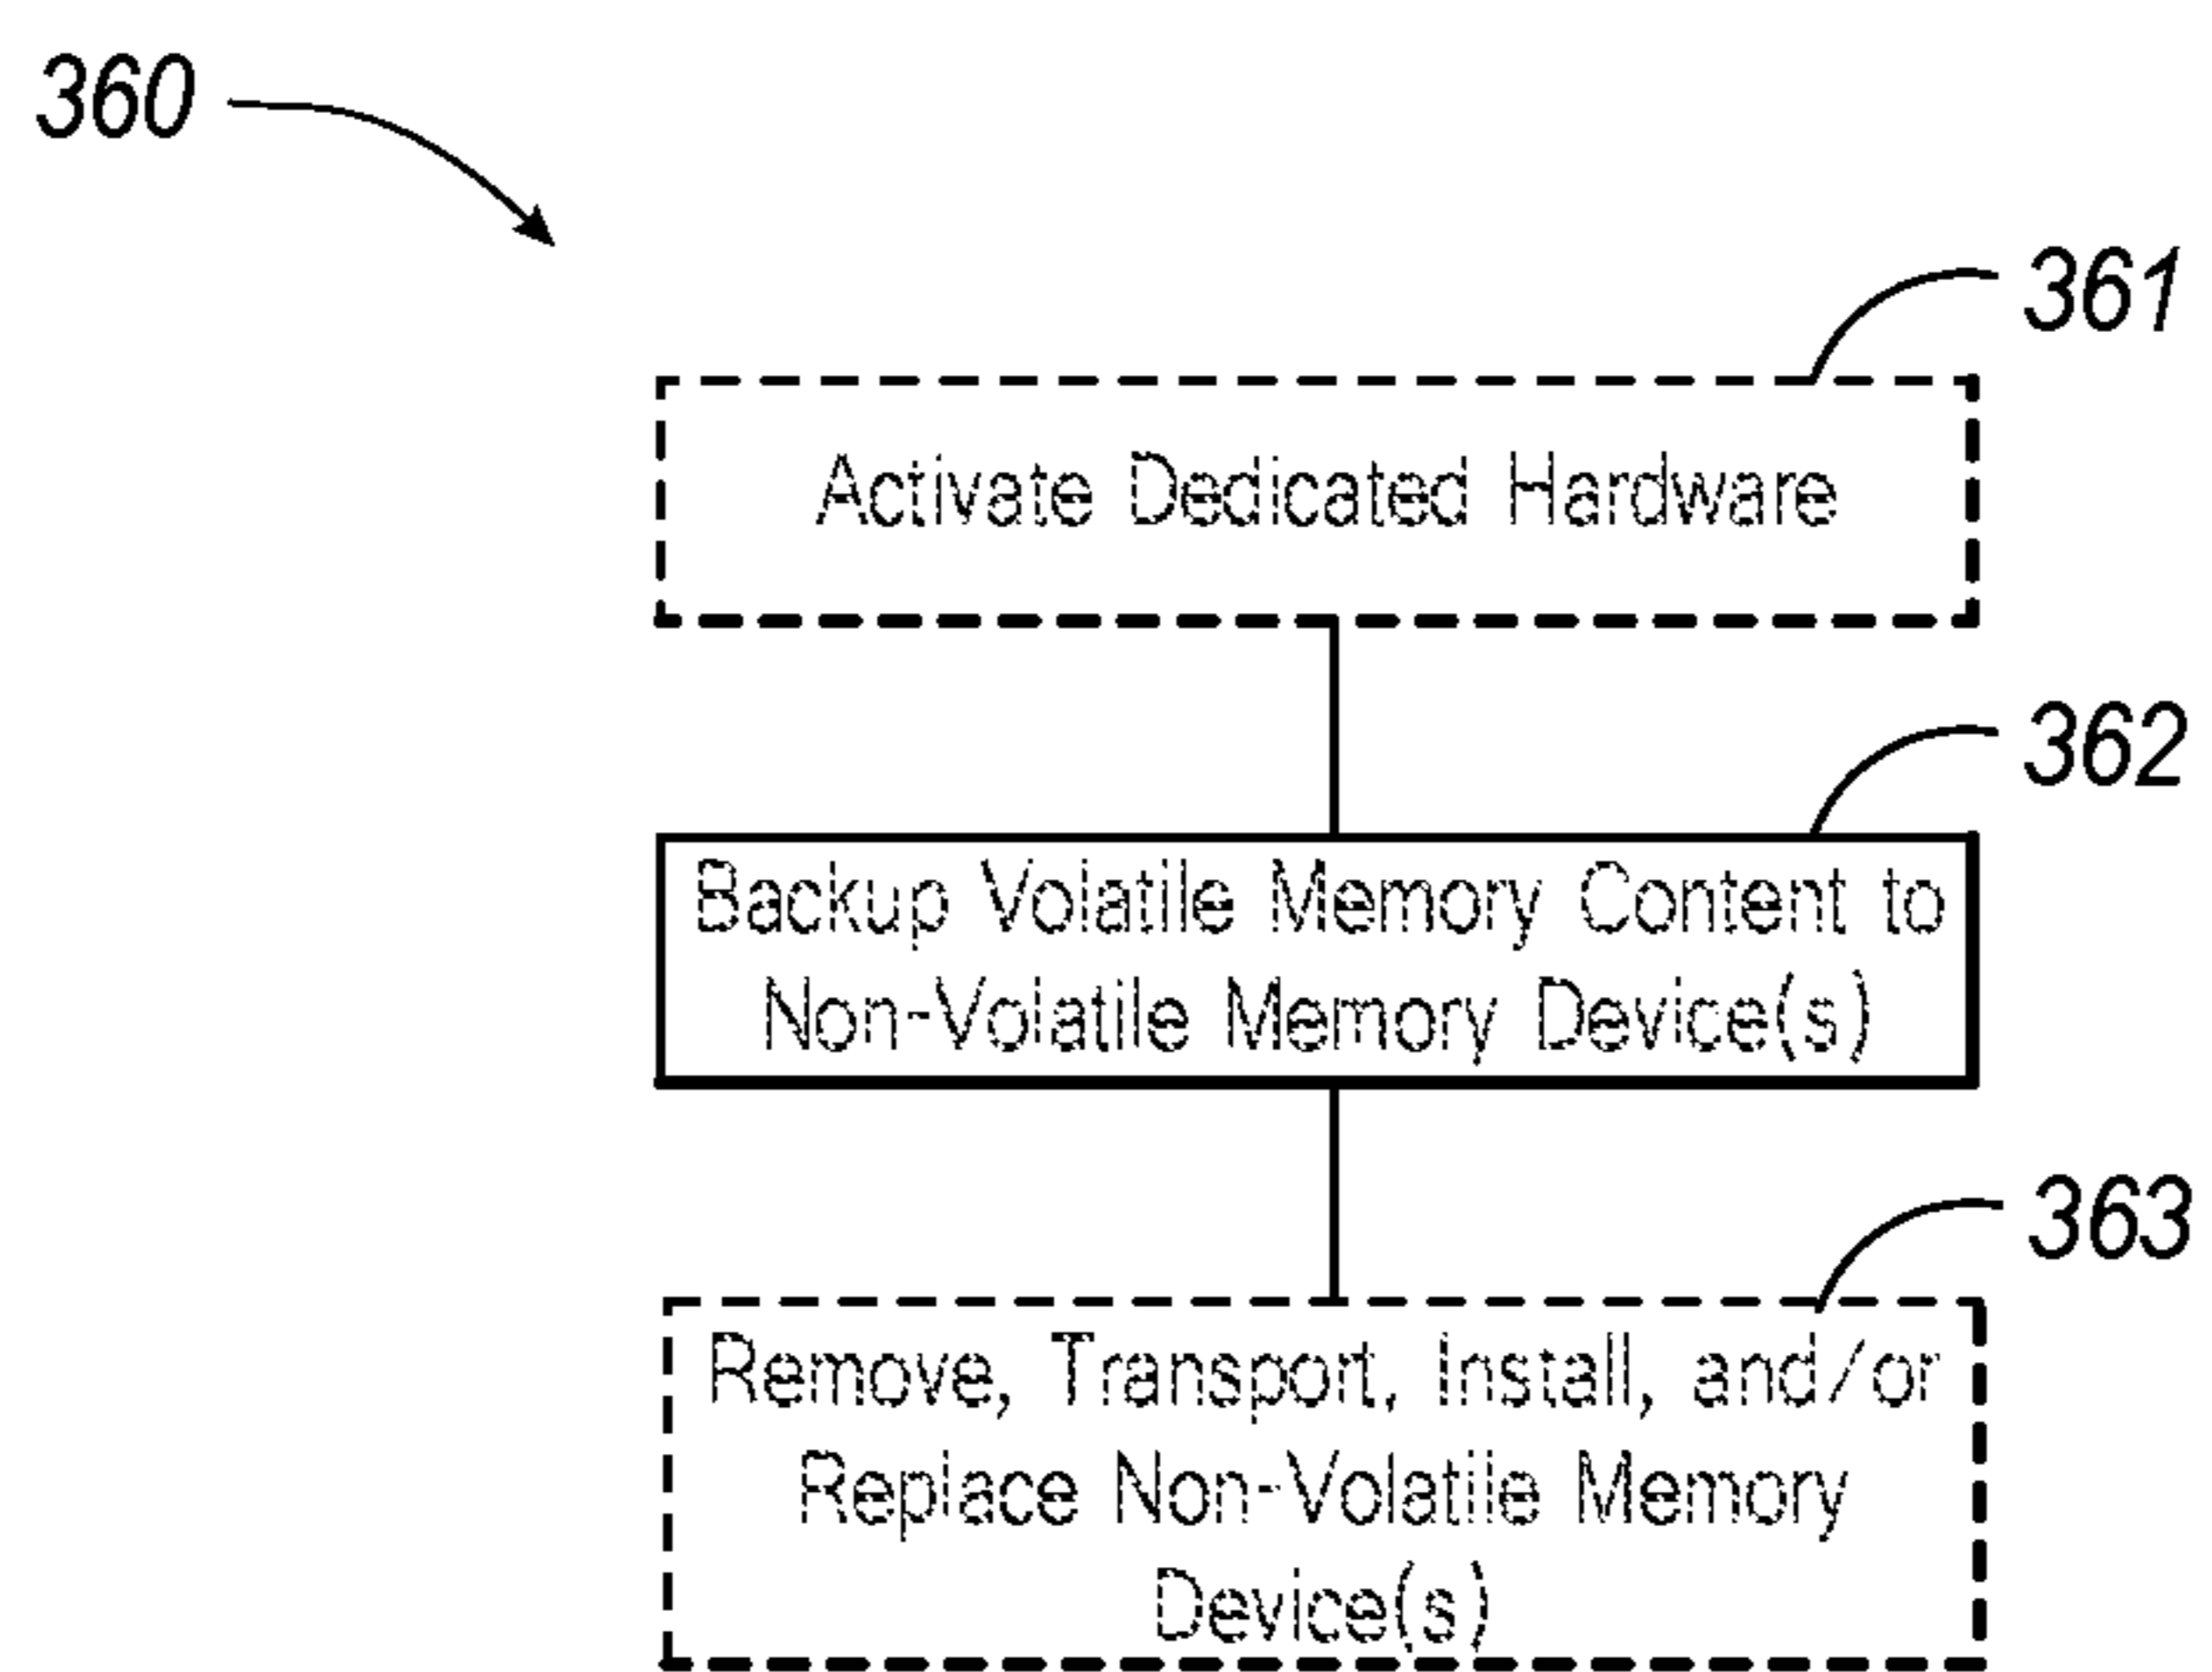 360
361
Activate Dedicated Hardware
362
Backup Volatile Memory Content to
Non-Volatile Memory Device(s)
363
Remove, Transport, Install, and/or
Replace Non-Volatile Memory
Device(s)